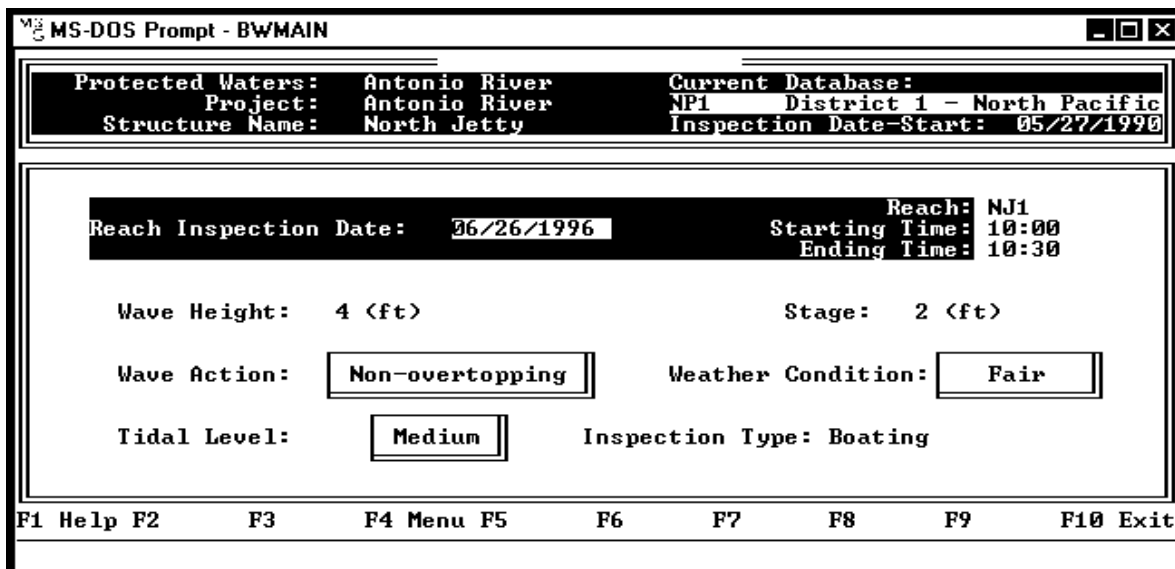 MS-DOS Prompt - BWMAIN
Protected Waters: Antonio River Current Database:
Project: Antonio River NP1 District 1 - North Pacific
Structure Name: North Jetty Inspection Date-Start: 05/27/1990
Reach: NJ1
Reach Inspection Date: 06/26/1996 Starting Time: 10:00
Ending Time: 10:30
Wave Height: 4 (ft) Stage: 2 (ft)
Wave Action: Non-overtopping Weather Condition: Fair
Tidal Level: Medium Inspection Type: Boating
F1 Help F2 F3 F4 Menu F5 F6 F7 F8 F9 F10 Exit